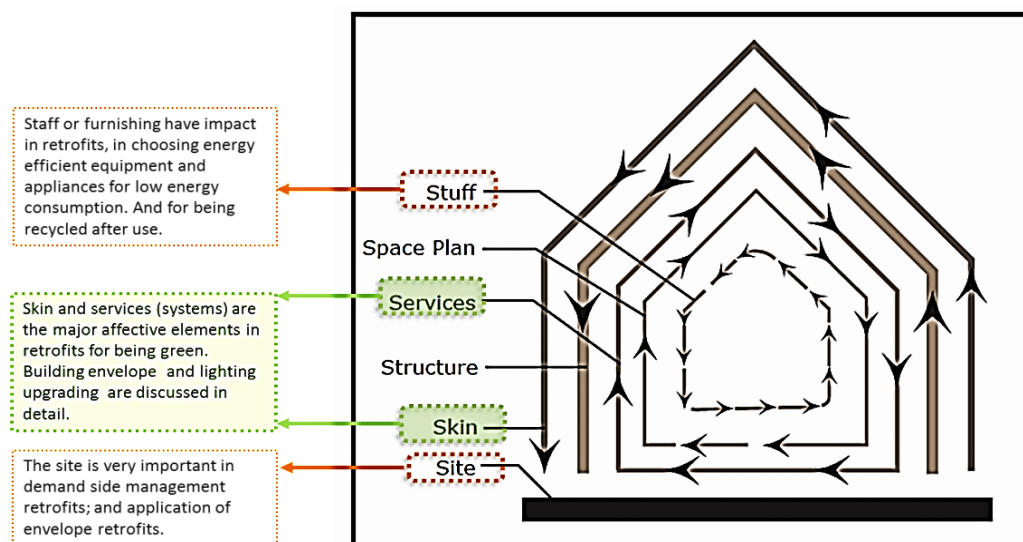 Staff or furnishing have impact
in retrofits, in choosing energy
efficient equipment and
appliances for low energy
consumption. And for being
recycled after use.
Stuff
Space Plan
Services
Skin and services (systems) are
the major affective elements in
retrofits for being green.
Building envelope and lighting
upgrading are discussed in
detail.
Structure
Skin
Site
The site is very important in
demand side management
retrofits; and application of
envelope retrofits.